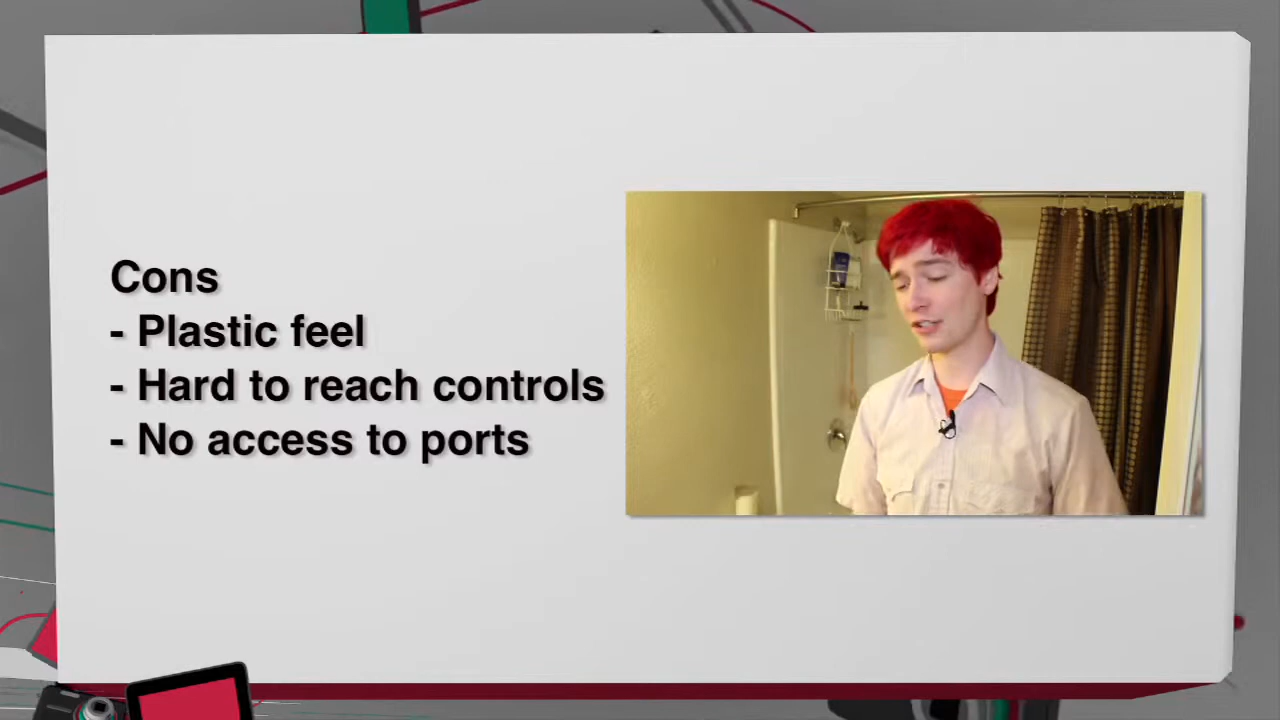 Cons
- Plastic feel
- Hard to reach controls
- No access to ports